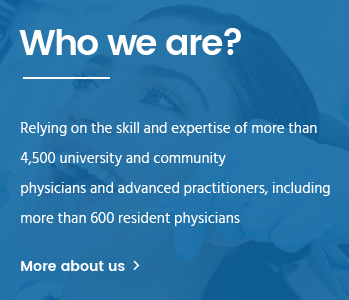 Who we are?
Relying on the skill and expertise of more than
4,500 university and community
physicians and advanced practitioners, including
more than 600 resident physicians
More about us